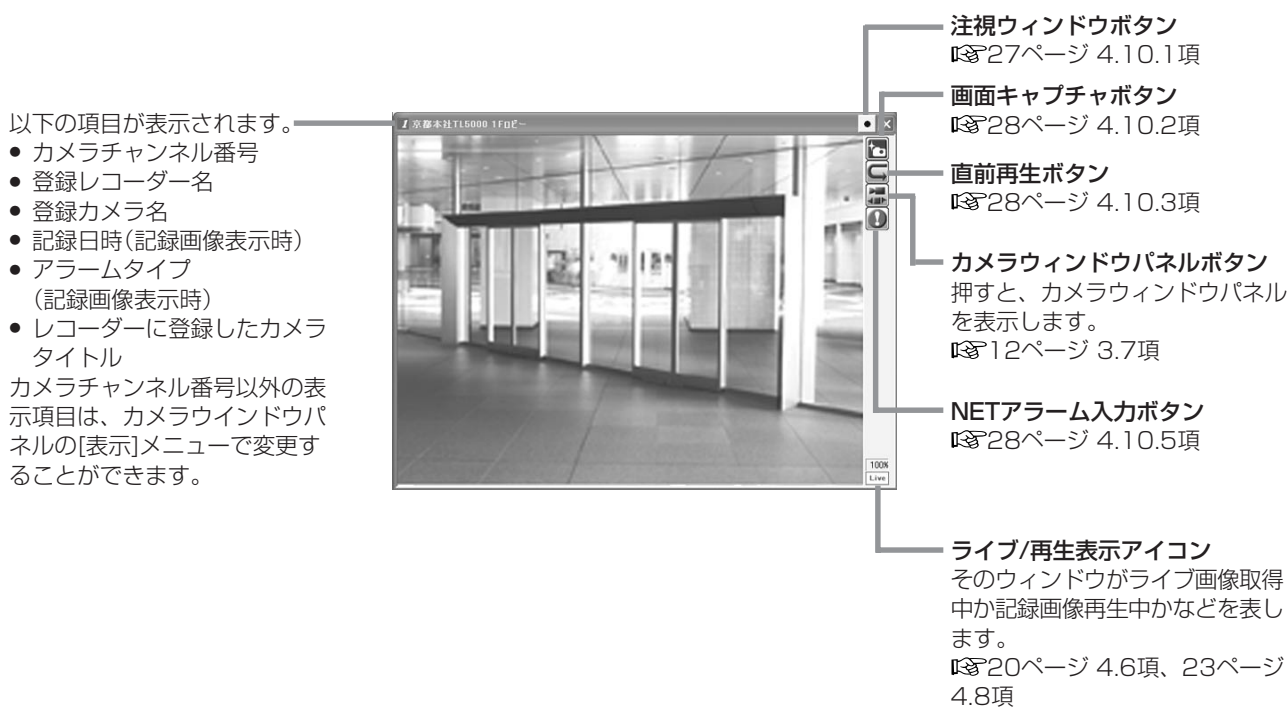 以下の項目が表示されます。
● カメラチャンネル番号
● 登録レコーダー名
● 登録カメラ名
● 記録日時(記録画像表示時)
● アラームタイプ
(記録画像表示時)
● レコーダーに登録したカメラ
タイトル
カメラチャンネル番号以外の表
示項目は、カメラウインドウパ
ネルの[表示]メニューで変更す
ることができます。
1 京都本社TL5000 1Fロビー
100%
Live
注視ウィンドウボタン
☞27ページ 4.10.1項
画面キャプチャボタン
☞28ページ 4.10.2項
直前再生ボタン
☞28ページ 4.10.3項
カメラウィンドウパネルボタン
押すと、カメラウィンドウパネル
を表示します。
☞12ページ 3.7項
NETアラーム入力ボタン
☞28ページ 4.10.5項
ライブ/再生表示アイコン
そのウィンドウがライブ画像取得
中か記録画像再生中かなどを表し
ます。
☞20ページ 4.6項、23ページ
4.8項